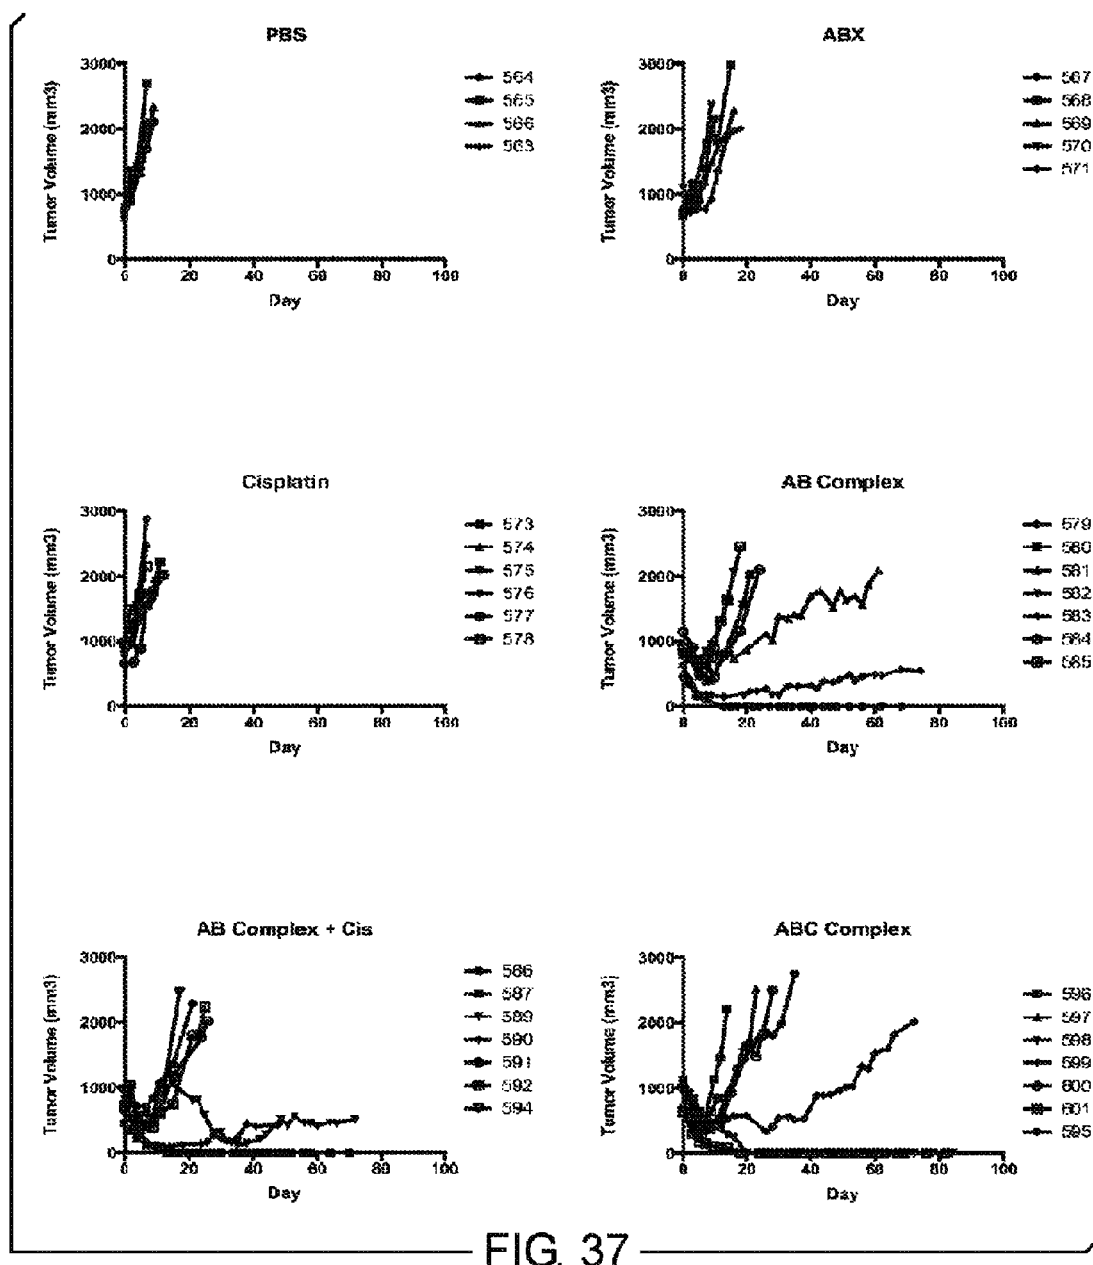 PBS
Tumor Volume (mm3)
3000
2000
1000
0
0 20 40 60 80 100
Day
564
565
566
563
ABX
Tumor Volume (mm3)
3000
2000
1000
0
0 20 40 60 80 100
Day
567
568
569
570
571
Cisplatin
Tumor Volume (mm3)
3000
2000
1000
0
0 20 40 60 80 100
Day
573
574
575
576
577
578
AB Complex
Tumor Volume (mm3)
3000
2000
1000
0
0 20 40 60 80 100
Day
579
580
581
582
583
584
585
AB Complex + Cis
Tumor Volume (mm3)
3000
2000
1000
0
0 20 40 60 80 100
Day
586
587
589
590
591
592
594
ABC Complex
Tumor Volume (mm3)
3000
2000
1000
0
0 20 40 60 80 100
Day
596
597
598
599
600
601
595
FIG. 37